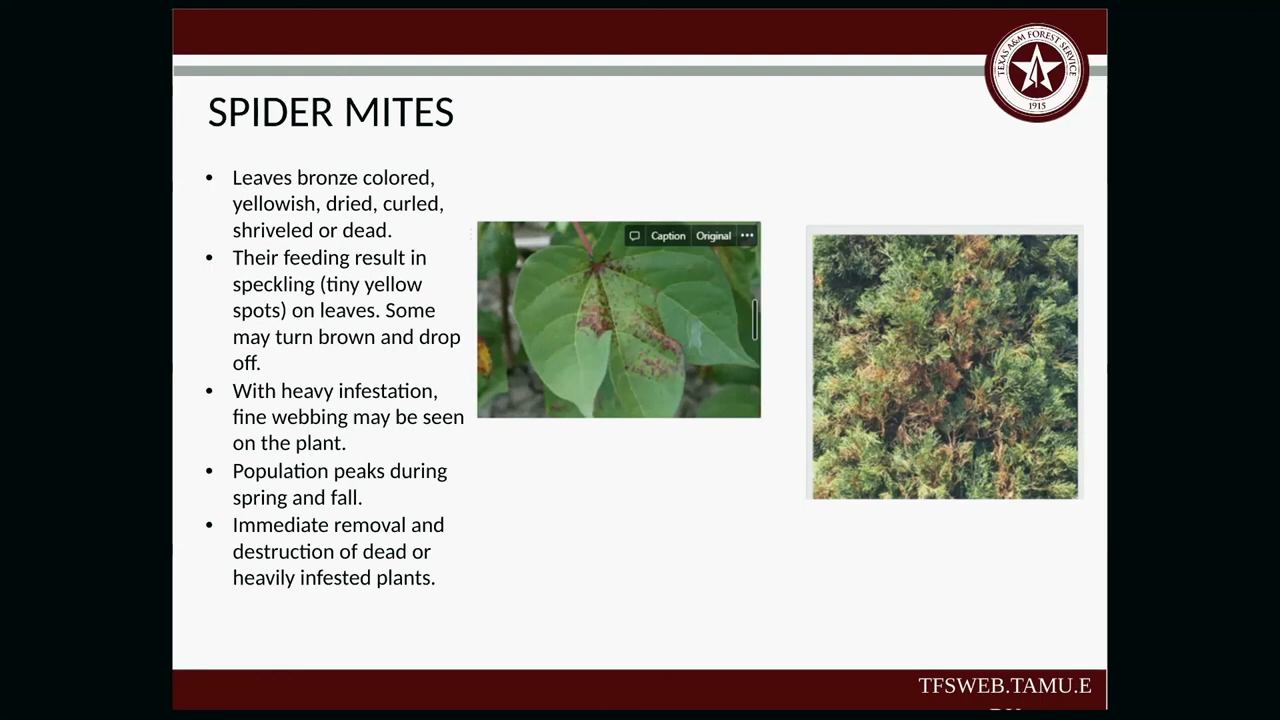 TEXAS A&M FOREST SERVICE
1915
SPIDER MITES
• Leaves bronze colored,
yellowish, dried, curled,
shriveled or dead.
• Their feeding result in
speckling (tiny yellow
spots) on leaves. Some
may turn brown and drop
off.
• With heavy infestation,
fine webbing may be seen
on the plant.
• Population peaks during
spring and fall.
• Immediate removal and
destruction of dead or
heavily infested plants.
Caption Original •••
TFSWEB.TAMU.E